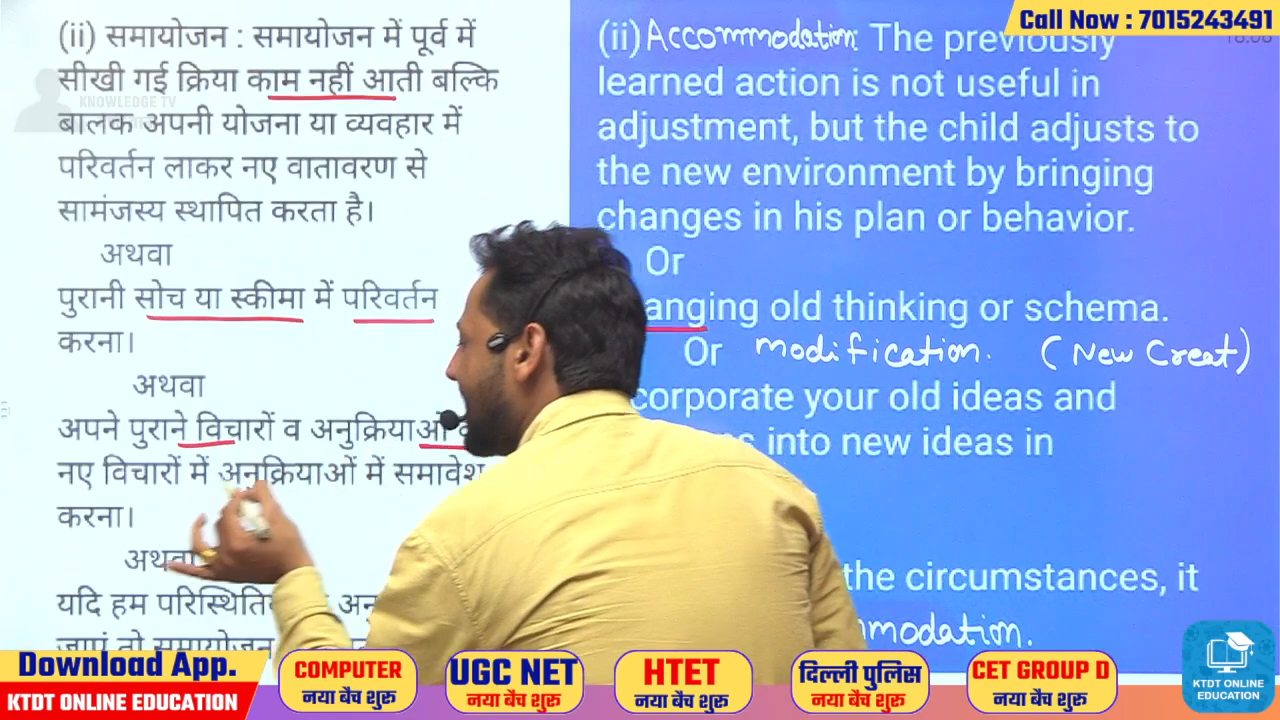 Call Now : 7015243491
(ii) समायोजन : समायोजन में पूर्व में
सीखी गई क्रिया काम नहीं आती बल्कि
बालक अपनी योजना या व्यवहार में
परिवर्तन लाकर नए वातावरण से
सामंजस्य स्थापित करता है।
अथवा
पुरानी सोच या स्कीमा में परिवर्तन
करना।
अथवा
अपने पुराने विचारों व अनुक्रियाओं
नए विचारों में अनुक्रियाओं में समावेश
करना।
अथवा
यदि हम
जाएं तो समायोजन
KNOWLEDGE TV
(ii) Accommodation: The previously
learned action is not useful in
adjustment, but the child adjusts to
the new environment by bringing
changes in his plan or behavior.
Or
anging old thinking or schema.
Or modification. (New Creat)
corporate your old ideas and
into new ideas in
the circumstances, it
mmodation.
Download App.
KTDT ONLINE EDUCATION
COMPUTER
नया बैच शुरू
UGC NET
नया बैच शुरू
HTET
नया बैच शुरू
दिल्ली पुलिस
नया बैच शुरू
CET GROUP D
नया बैच शुरू
KTDT ONLINE
EDUCATION